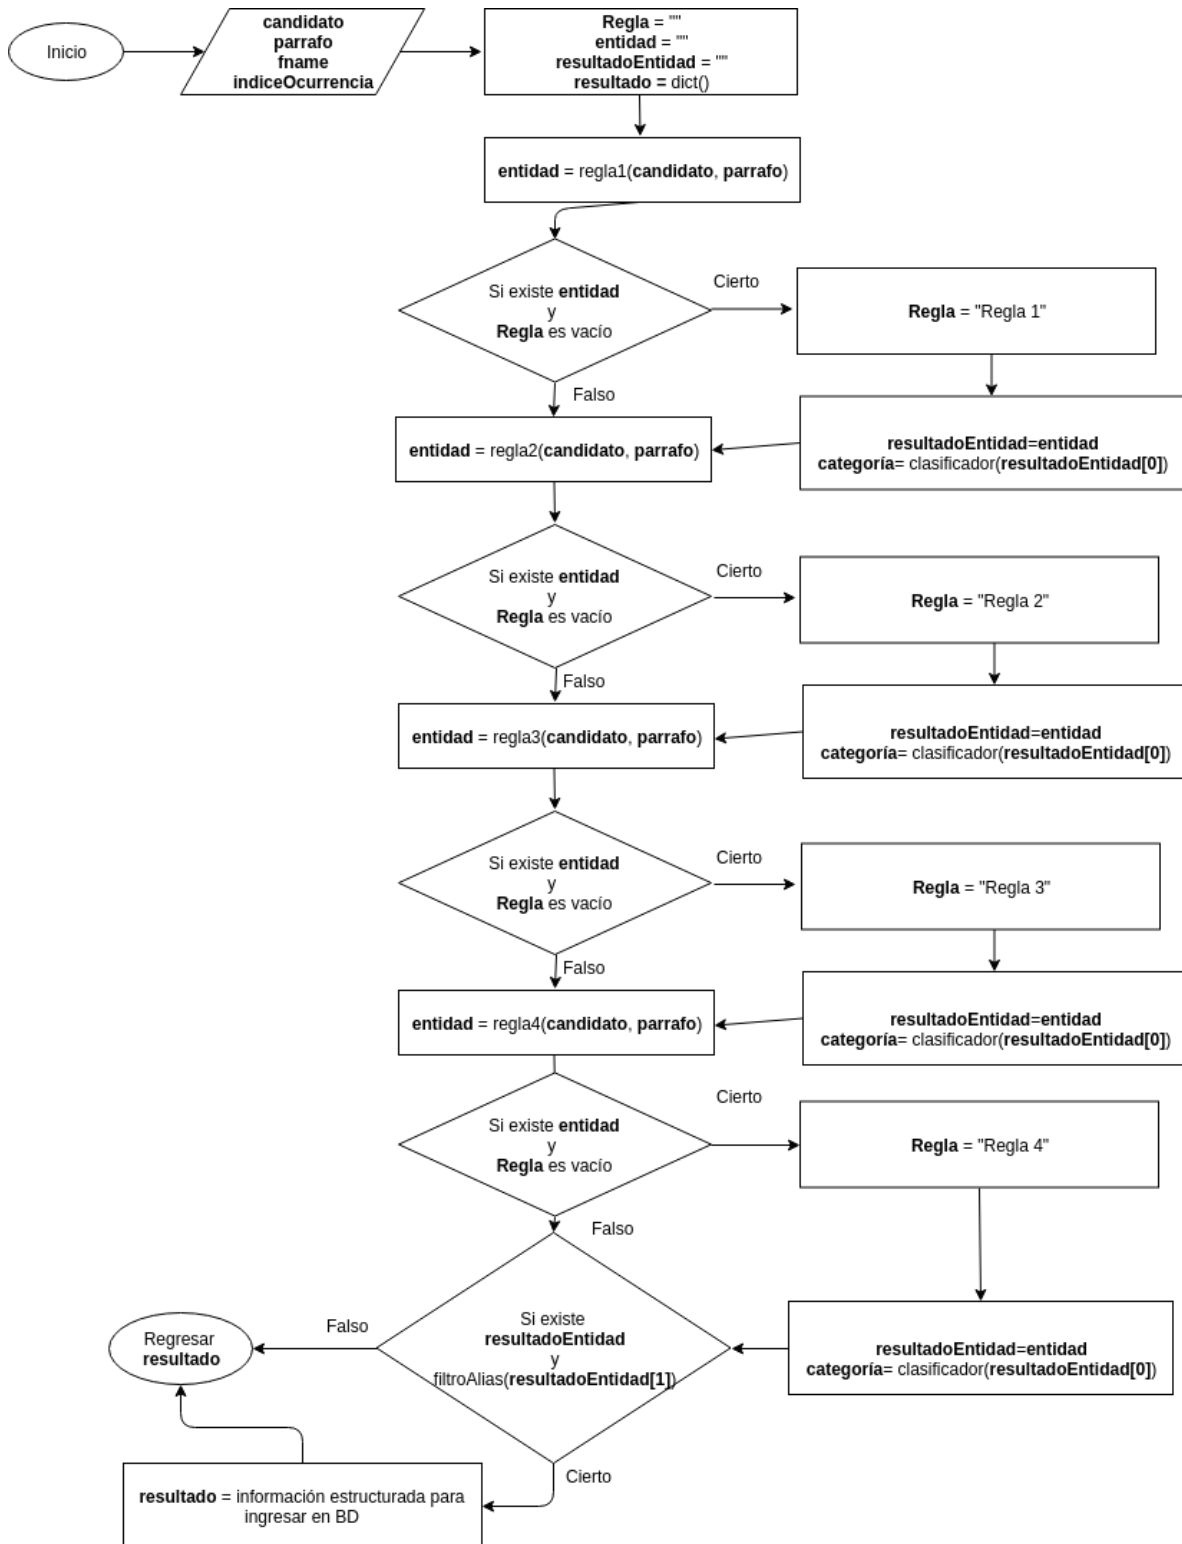 Inicio
candidato
parrafo
fname
indiceOcurrencia
Regla = ""
entidad = ""
resultadoEntidad = ""
resultado = dict()
entidad = regla1(candidato, parrafo)
Si existe entidad
y
Regla es vacío
Cierto
Regla = "Regla 1"
Falso
resultadoEntidad=entidad
categoría= clasificador(resultadoEntidad[0])
entidad = regla2(candidato, parrafo)
Si existe entidad
y
Regla es vacío
Cierto
Regla = "Regla 2"
Falso
resultadoEntidad=entidad
categoría= clasificador(resultadoEntidad[0])
entidad = regla3(candidato, parrafo)
Si existe entidad
y
Regla es vacío
Cierto
Regla = "Regla 3"
Falso
resultadoEntidad=entidad
categoría= clasificador(resultadoEntidad[0])
entidad = regla4(candidato, parrafo)
Si existe entidad
y
Regla es vacío
Cierto
Regla = "Regla 4"
Falso
resultadoEntidad=entidad
categoría= clasificador(resultadoEntidad[0])
Si existe
resultadoEntidad
y
filtroAlias(resultadoEntidad[1])
Falso
Regresar
resultado
Cierto
resultado = información estructurada para
ingresar en BD